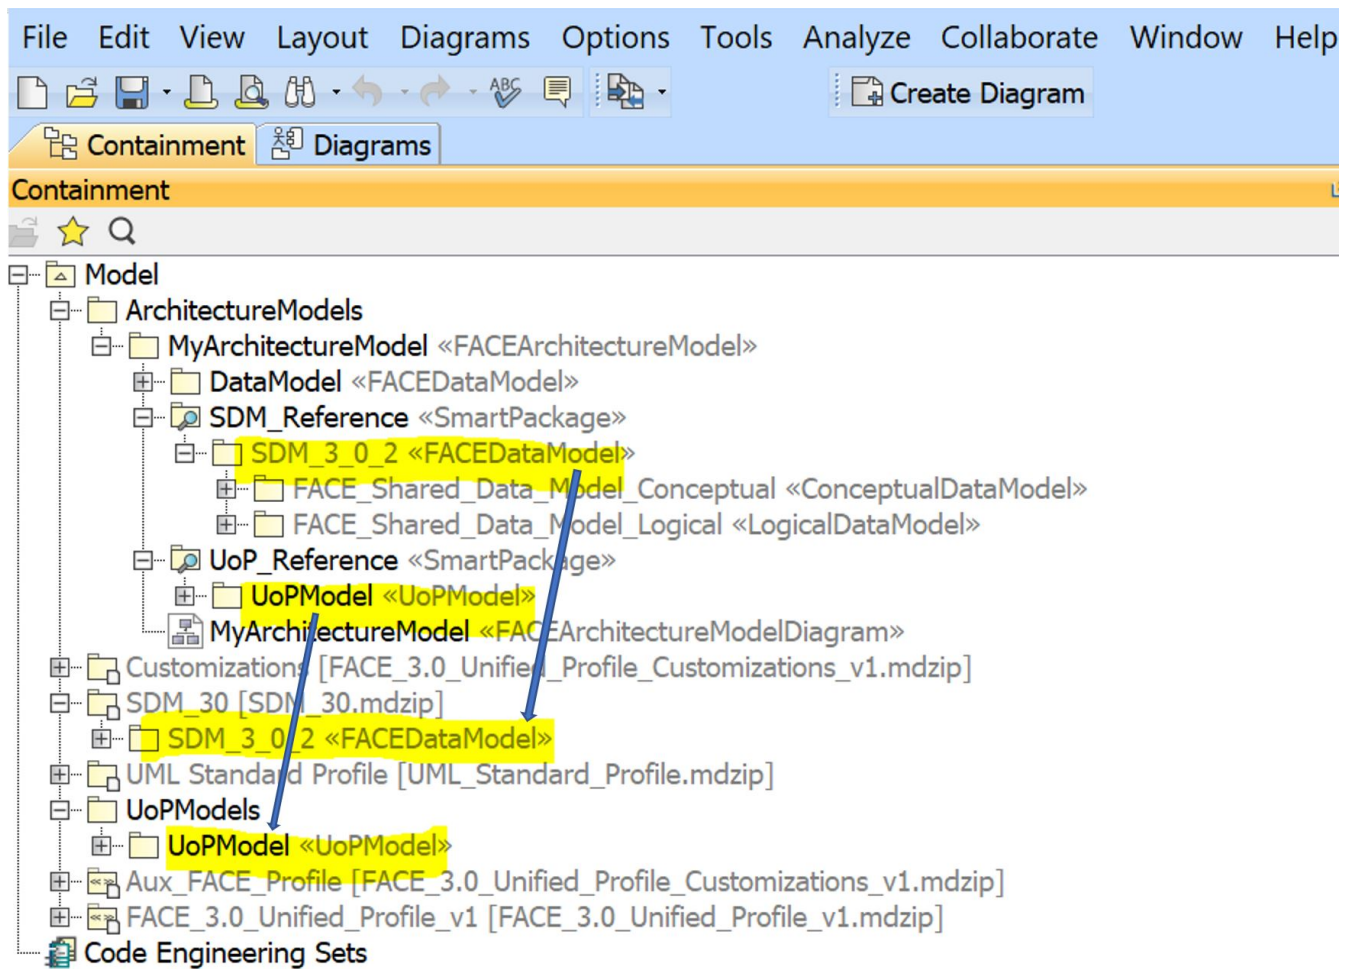 File Edit View Layout Diagrams Options Tools Analyze Collaborate Window Help
ABC Create Diagram
Containment Diagrams
Containment
Model
ArchitectureModels
MyArchitectureModel «FACEArchitectureModel»
DataModel «FACEDataModel»
SDM_Reference «SmartPackage»
SDM_3_0_2 «FACEDataModel»
FACE_Shared_Data_Model_Conceptual «ConceptualDataModel»
FACE_Shared_Data_Model_Logical «LogicalDataModel»
UoP_Reference «SmartPackage»
UoPModel «UoPModel»
MyArchitectureModel «FACEArchitectureModelDiagram»
Customizations [FACE_3.0_Unified_Profile_Customizations_v1.mdzip]
SDM_30 [SDM_30.mdzip]
SDM_3_0_2 «FACEDataModel»
UML Standard Profile [UML_Standard_Profile.mdzip]
UoPModels
UoPModel «UoPModel»
Aux_FACE_Profile [FACE_3.0_Unified_Profile_Customizations_v1.mdzip]
FACE_3.0_Unified_Profile_v1 [FACE_3.0_Unified_Profile_v1.mdzip]
Code Engineering Sets